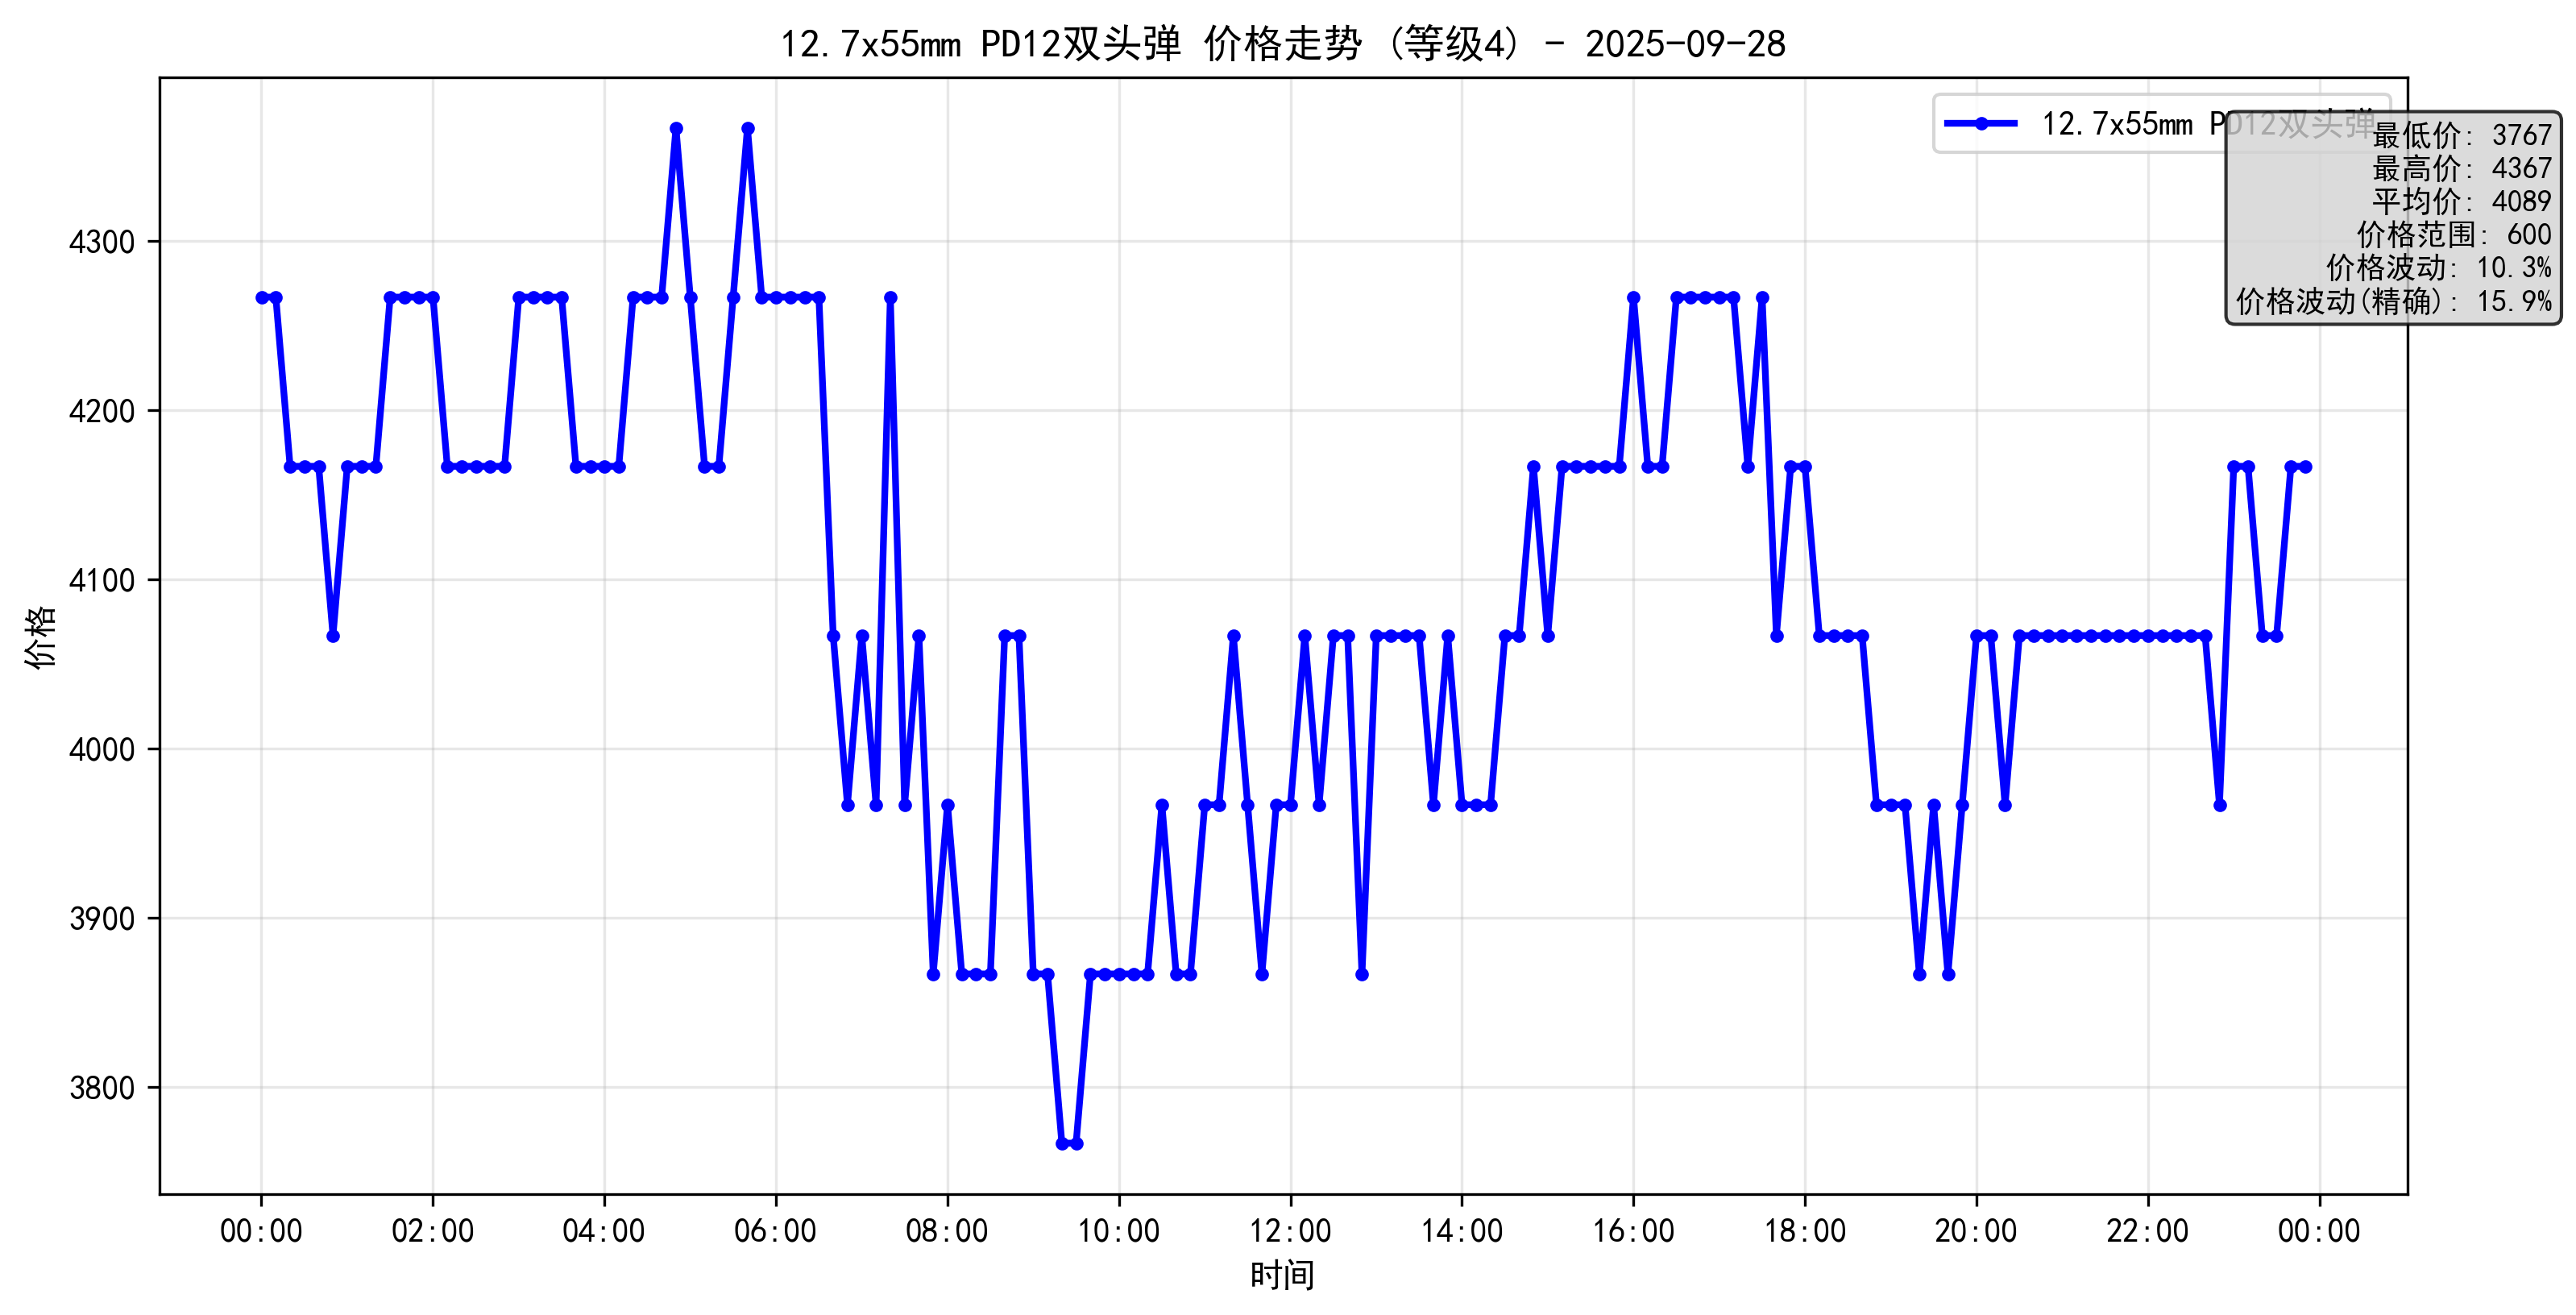 12.7x55mm PD12双头弹 价格走势 (等级4) - 2025-09-28
12.7x55mm PD12双头弹
最低价: 3767
最高价: 4367
平均价: 4089
价格范围: 600
价格波动: 10.3%
价格波动(精确): 15.9%
价格
4300
4200
4100
4000
3900
3800
00:00 02:00 04:00 06:00 08:00 10:00 12:00 14:00 16:00 18:00 20:00 22:00 00:00
时间